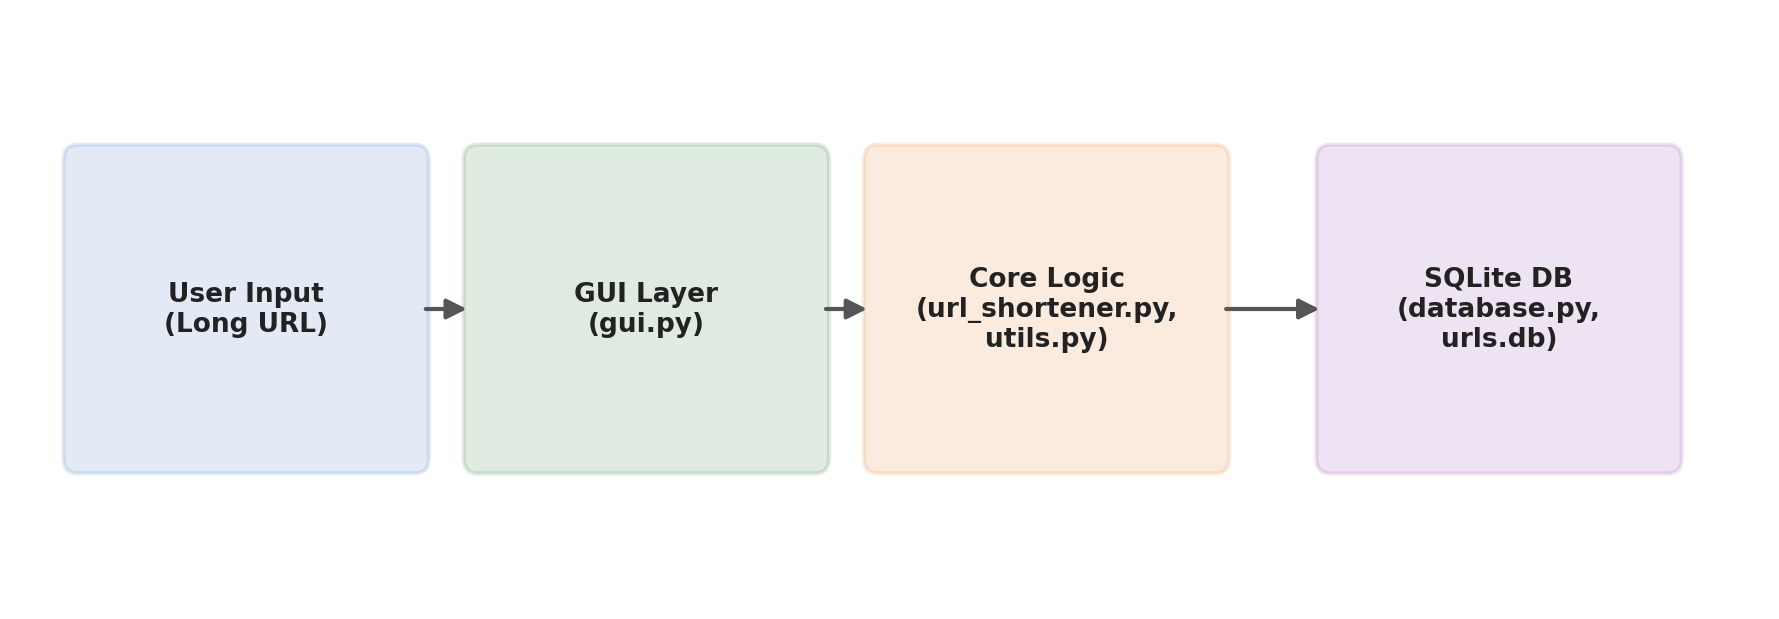 User Input
(Long URL)
GUI Layer
(gui.py)
Core Logic
(url_shortener.py,
utils.py)
SQLite DB
(database.py,
urls.db)